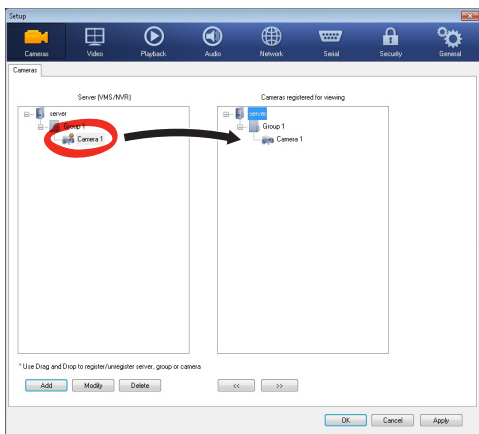 Setup
Cameras Video Playback Audio Network Serial Security General
Cameras
Server (VMS/NVR) Cameras registered for viewing
server server
Group 1 Group 1
Camera 1 Camera 1
* Use Drag and Drop to register/unregister server, group or camera
Add Modify Delete << >>
OK Cancel Apply